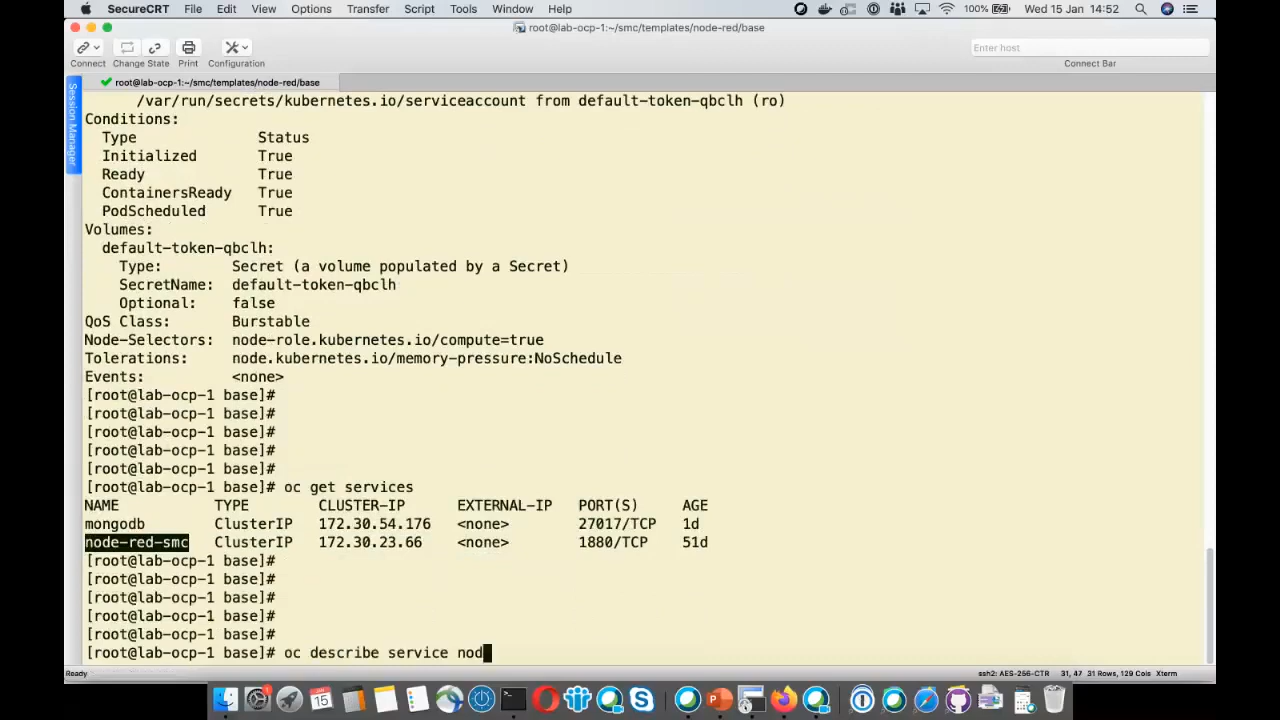 SecureCRT File Edit View Options Transfer Script Tools Window Help 100% Wed 15 Jan 14:52
root@lab-ocp-1:~/smc/templates/node-red/base
Connect Change State Print Configuration Enter host Connect Bar
root@lab-ocp-1:~/smc/templates/node-red/base
Session Manager
/var/run/secrets/kubernetes.io/serviceaccount from default-token-qbclh (ro)
Conditions:
Type Status
Initialized True
Ready True
ContainersReady True
PodScheduled True
Volumes:
default-token-qbclh:
Type: Secret (a volume populated by a Secret)
SecretName: default-token-qbclh
Optional: false
QoS Class: Burstable
Node-Selectors: node-role.kubernetes.io/compute=true
Tolerations: node.kubernetes.io/memory-pressure:NoSchedule
Events: <none>
[root@lab-ocp-1 base]#
[root@lab-ocp-1 base]#
[root@lab-ocp-1 base]#
[root@lab-ocp-1 base]#
[root@lab-ocp-1 base]#
[root@lab-ocp-1 base]# oc get services
NAME TYPE CLUSTER-IP EXTERNAL-IP PORT(S) AGE
mongodb ClusterIP 172.30.54.176 <none> 27017/TCP 1d
node-red-smc ClusterIP 172.30.23.66 <none> 1880/TCP 51d
[root@lab-ocp-1 base]#
[root@lab-ocp-1 base]#
[root@lab-ocp-1 base]#
[root@lab-ocp-1 base]#
[root@lab-ocp-1 base]#
[root@lab-ocp-1 base]# oc describe service nod
Ready ssh2: AES-256-CTR 31, 47 31 Rows, 129 Cols Xterm
15